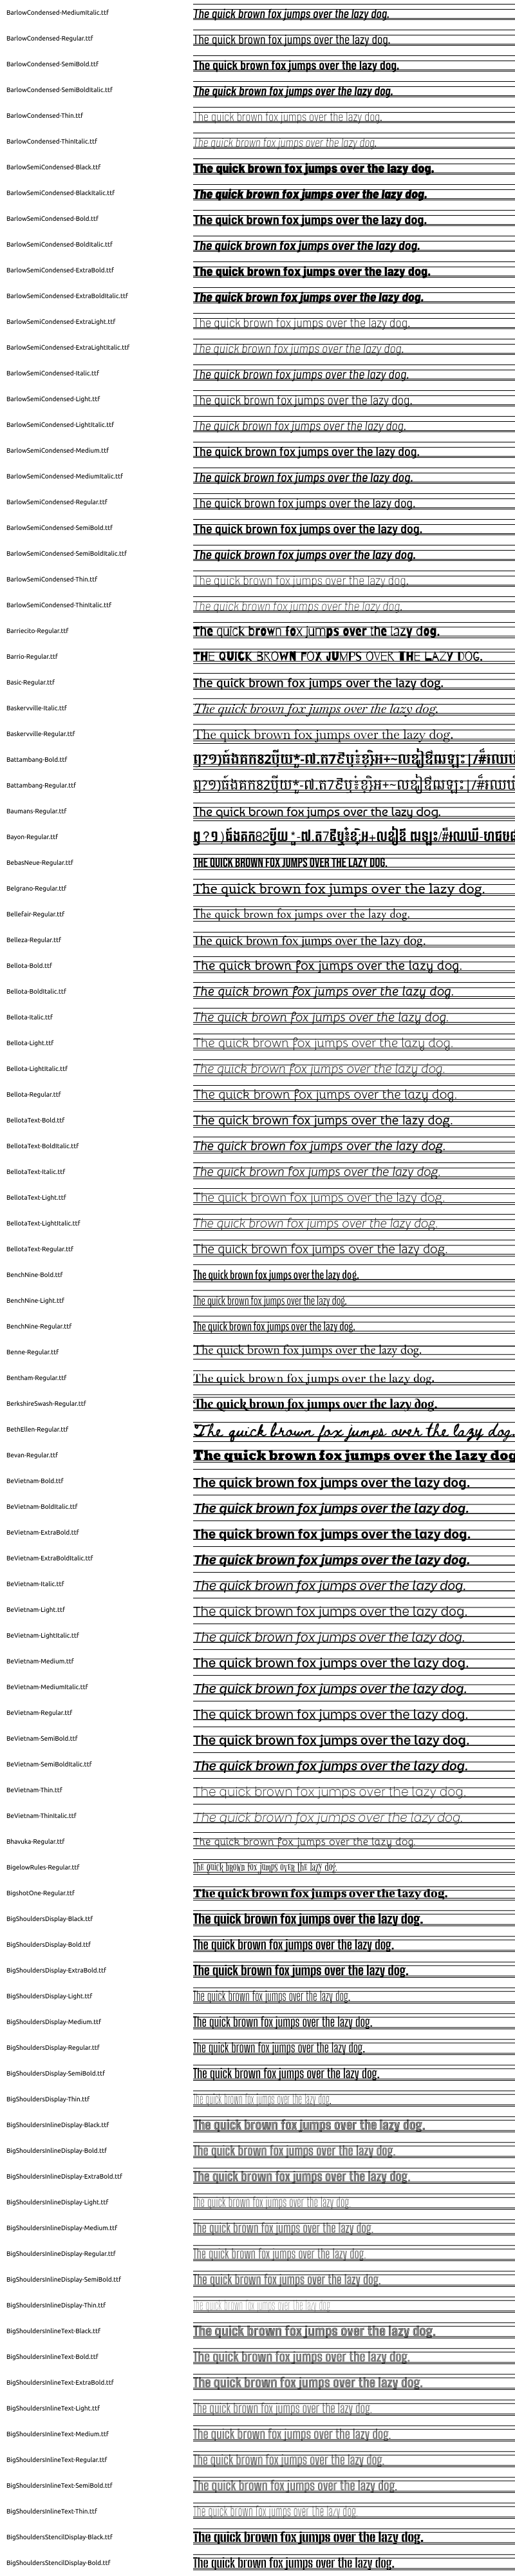 BarlowCondensed-MediumItalic.ttf The quick brown fox jumps over the lazy dog.
BarlowCondensed-Regular.ttf The quick brown fox jumps over the lazy dog.
BarlowCondensed-SemiBold.ttf The quick brown fox jumps over the lazy dog.
BarlowCondensed-SemiBoldItalic.ttf The quick brown fox jumps over the lazy dog.
BarlowCondensed-Thin.ttf The quick brown fox jumps over the lazy dog.
BarlowCondensed-ThinItalic.ttf The quick brown fox jumps over the lazy dog.
BarlowSemiCondensed-Black.ttf The quick brown fox jumps over the lazy dog.
BarlowSemiCondensed-BlackItalic.ttf The quick brown fox jumps over the lazy dog.
BarlowSemiCondensed-Bold.ttf The quick brown fox jumps over the lazy dog.
BarlowSemiCondensed-BoldItalic.ttf The quick brown fox jumps over the lazy dog.
BarlowSemiCondensed-ExtraBold.ttf The quick brown fox jumps over the lazy dog.
BarlowSemiCondensed-ExtraBoldItalic.ttf The quick brown fox jumps over the lazy dog.
BarlowSemiCondensed-ExtraLight.ttf The quick brown fox jumps over the lazy dog.
BarlowSemiCondensed-ExtraLightItalic.ttf The quick brown fox jumps over the lazy dog.
BarlowSemiCondensed-Italic.ttf The quick brown fox jumps over the lazy dog.
BarlowSemiCondensed-Light.ttf The quick brown fox jumps over the lazy dog.
BarlowSemiCondensed-LightItalic.ttf The quick brown fox jumps over the lazy dog.
BarlowSemiCondensed-Medium.ttf The quick brown fox jumps over the lazy dog.
BarlowSemiCondensed-MediumItalic.ttf The quick brown fox jumps over the lazy dog.
BarlowSemiCondensed-Regular.ttf The quick brown fox jumps over the lazy dog.
BarlowSemiCondensed-SemiBold.ttf The quick brown fox jumps over the lazy dog.
BarlowSemiCondensed-SemiBoldItalic.ttf The quick brown fox jumps over the lazy dog.
BarlowSemiCondensed-Thin.ttf The quick brown fox jumps over the lazy dog.
BarlowSemiCondensed-ThinItalic.ttf The quick brown fox jumps over the lazy dog.
Barriecito-Regular.ttf The quick brown fox jumps over the lazy dog.
Barrio-Regular.ttf THE QUICK BROWN FOX JUMPS OVER THE LAZY DOG.
Basic-Regular.ttf The quick brown fox jumps over the lazy dog.
Baskervville-Italic.ttf The quick brown fox jumps over the lazy dog.
Baskervville-Regular.ttf The quick brown fox jumps over the lazy dog.
Battambang-Bold.ttf
Battambang-Regular.ttf
Baumans-Regular.ttf The quick brown fox jumps over the lazy dog.
Bayon-Regular.ttf
BebasNeue-Regular.ttf THE QUICK BROWN FOX JUMPS OVER THE LAZY DOG.
Belgrano-Regular.ttf The quick brown fox jumps over the lazy dog.
Bellefair-Regular.ttf The quick brown fox jumps over the lazy dog.
Belleza-Regular.ttf The quick brown fox jumps over the lazy dog.
Bellota-Bold.ttf The quick brown fox jumps over the lazy dog.
Bellota-BoldItalic.ttf The quick brown fox jumps over the lazy dog.
Bellota-Italic.ttf The quick brown fox jumps over the lazy dog.
Bellota-Light.ttf The quick brown fox jumps over the lazy dog.
Bellota-LightItalic.ttf The quick brown fox jumps over the lazy dog.
Bellota-Regular.ttf The quick brown fox jumps over the lazy dog.
BellotaText-Bold.ttf The quick brown fox jumps over the lazy dog.
BellotaText-BoldItalic.ttf The quick brown fox jumps over the lazy dog.
BellotaText-Italic.ttf The quick brown fox jumps over the lazy dog.
BellotaText-Light.ttf The quick brown fox jumps over the lazy dog.
BellotaText-LightItalic.ttf The quick brown fox jumps over the lazy dog.
BellotaText-Regular.ttf The quick brown fox jumps over the lazy dog.
BenchNine-Bold.ttf The quick brown fox jumps over the lazy dog.
BenchNine-Light.ttf The quick brown fox jumps over the lazy dog.
BenchNine-Regular.ttf The quick brown fox jumps over the lazy dog.
Benne-Regular.ttf The quick brown fox jumps over the lazy dog.
Bentham-Regular.ttf The quick brown fox jumps over the lazy dog.
BerkshireSwash-Regular.ttf The quick brown fox jumps over the lazy dog.
BethEllen-Regular.ttf The quick brown fox jumps over the lazy dog.
Bevan-Regular.ttf The quick brown fox jumps over the lazy dog
BeVietnam-Bold.ttf The quick brown fox jumps over the lazy dog.
BeVietnam-BoldItalic.ttf The quick brown fox jumps over the lazy dog.
BeVietnam-ExtraBold.ttf The quick brown fox jumps over the lazy dog.
BeVietnam-ExtraBoldItalic.ttf The quick brown fox jumps over the lazy dog.
BeVietnam-Italic.ttf The quick brown fox jumps over the lazy dog.
BeVietnam-Light.ttf The quick brown fox jumps over the lazy dog.
BeVietnam-LightItalic.ttf The quick brown fox jumps over the lazy dog.
BeVietnam-Medium.ttf The quick brown fox jumps over the lazy dog.
BeVietnam-MediumItalic.ttf The quick brown fox jumps over the lazy dog.
BeVietnam-Regular.ttf The quick brown fox jumps over the lazy dog.
BeVietnam-SemiBold.ttf The quick brown fox jumps over the lazy dog.
BeVietnam-SemiBoldItalic.ttf The quick brown fox jumps over the lazy dog.
BeVietnam-Thin.ttf The quick brown fox jumps over the lazy dog.
BeVietnam-ThinItalic.ttf The quick brown fox jumps over the lazy dog.
Bhavuka-Regular.ttf The quick brown fox jumps over the lazy dog.
BigelowRules-Regular.ttf The quick brown fox jumps over the lazy dog.
BigshotOne-Regular.ttf The quick brown fox jumps over the lazy dog.
BigShouldersDisplay-Black.ttf The quick brown fox jumps over the lazy dog.
BigShouldersDisplay-Bold.ttf The quick brown fox jumps over the lazy dog.
BigShouldersDisplay-ExtraBold.ttf The quick brown fox jumps over the lazy dog.
BigShouldersDisplay-Light.ttf The quick brown fox jumps over the lazy dog.
BigShouldersDisplay-Medium.ttf The quick brown fox jumps over the lazy dog.
BigShouldersDisplay-Regular.ttf The quick brown fox jumps over the lazy dog.
BigShouldersDisplay-SemiBold.ttf The quick brown fox jumps over the lazy dog.
BigShouldersDisplay-Thin.ttf The quick brown fox jumps over the lazy dog.
BigShouldersInlineDisplay-Black.ttf The quick brown fox jumps over the lazy dog.
BigShouldersInlineDisplay-Bold.ttf The quick brown fox jumps over the lazy dog.
BigShouldersInlineDisplay-ExtraBold.ttf The quick brown fox jumps over the lazy dog.
BigShouldersInlineDisplay-Light.ttf The quick brown fox jumps over the lazy dog.
BigShouldersInlineDisplay-Medium.ttf The quick brown fox jumps over the lazy dog.
BigShouldersInlineDisplay-Regular.ttf The quick brown fox jumps over the lazy dog.
BigShouldersInlineDisplay-SemiBold.ttf The quick brown fox jumps over the lazy dog.
BigShouldersInlineDisplay-Thin.ttf The quick brown fox jumps over the lazy dog.
BigShouldersInlineText-Black.ttf The quick brown fox jumps over the lazy dog.
BigShouldersInlineText-Bold.ttf The quick brown fox jumps over the lazy dog.
BigShouldersInlineText-ExtraBold.ttf The quick brown fox jumps over the lazy dog.
BigShouldersInlineText-Light.ttf The quick brown fox jumps over the lazy dog.
BigShouldersInlineText-Medium.ttf The quick brown fox jumps over the lazy dog.
BigShouldersInlineText-Regular.ttf The quick brown fox jumps over the lazy dog.
BigShouldersInlineText-SemiBold.ttf The quick brown fox jumps over the lazy dog.
BigShouldersInlineText-Thin.ttf The quick brown fox jumps over the lazy dog.
BigShouldersStencilDisplay-Black.ttf The quick brown fox jumps over the lazy dog.
BigShouldersStencilDisplay-Bold.ttf The quick brown fox jumps over the lazy dog.